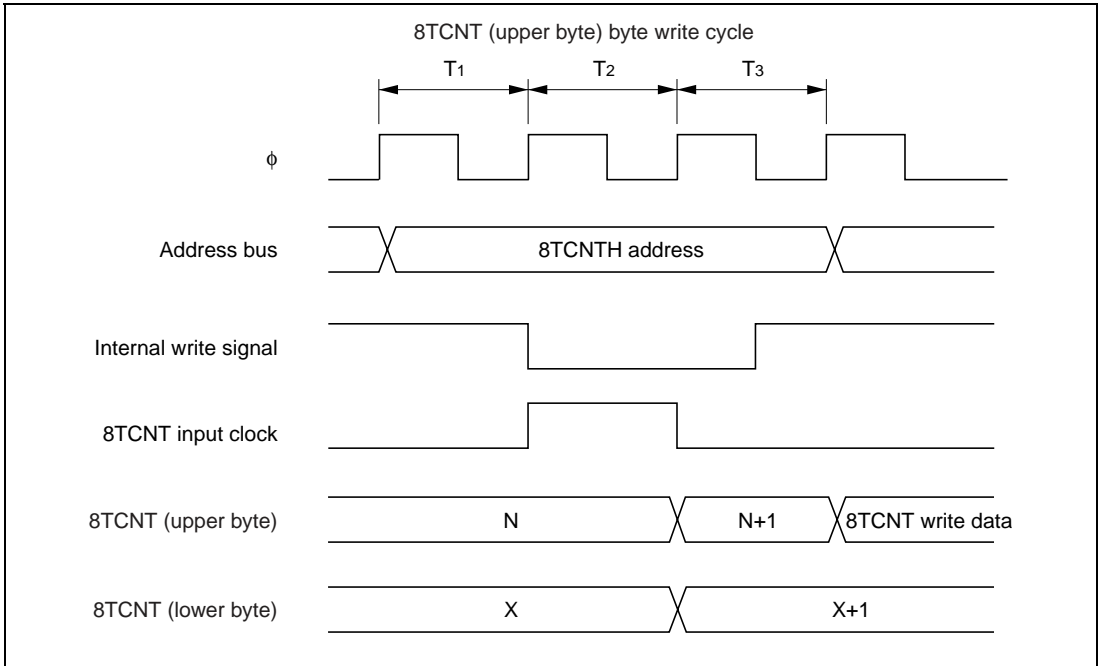 8TCNT (upper byte) byte write cycle
T1 T2 T3
φ
Address bus 8TCNTH address
Internal write signal
8TCNT input clock
8TCNT (upper byte) N N+1 8TCNT write data
8TCNT (lower byte) X X+1